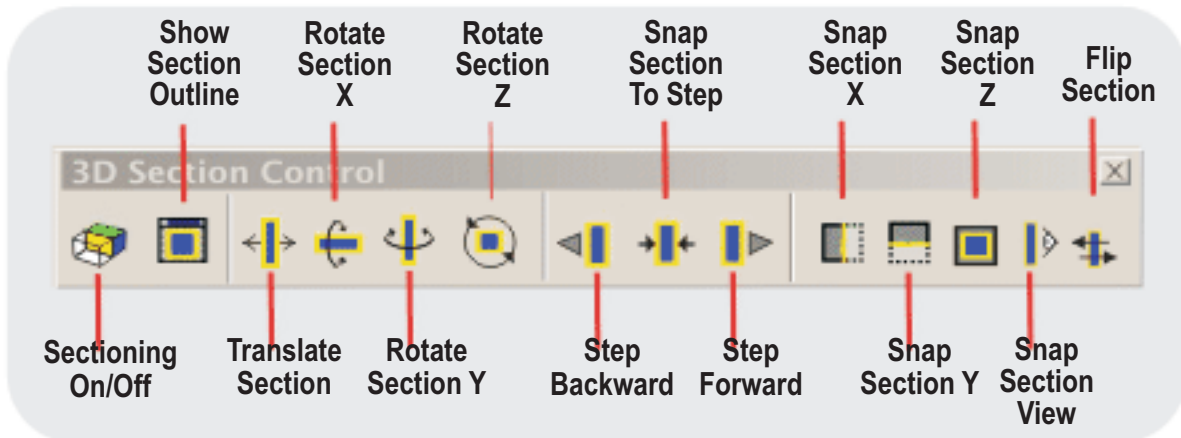 Show
Section
Outline
Rotate
Section
X
Rotate
Section
Z
Snap
Section
To Step
Snap
Section
X
Snap
Section
Z
Flip
Section
3D Section Control
Sectioning
On/Off
Translate
Section
Rotate
Section Y
Step
Backward
Step
Forward
Snap
Section Y
Snap
Section
View